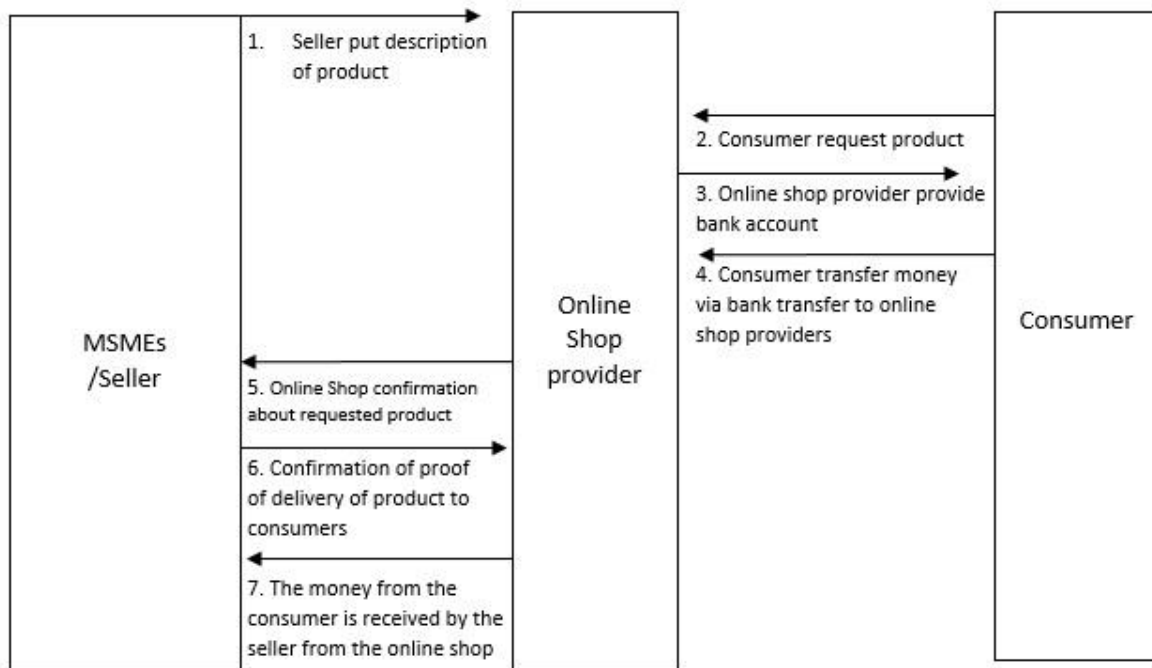 1. Seller put description
of product
2. Consumer request product
3. Online shop provider provide
bank account
4. Consumer transfer money
via bank transfer to online
shop providers
Online
Shop
provider
Consumer
MSMEs
/Seller
5. Online Shop confirmation
about requested product
6. Confirmation of proof
of delivery of product to
consumers
7. The money from the
consumer is received by the
seller from the online shop